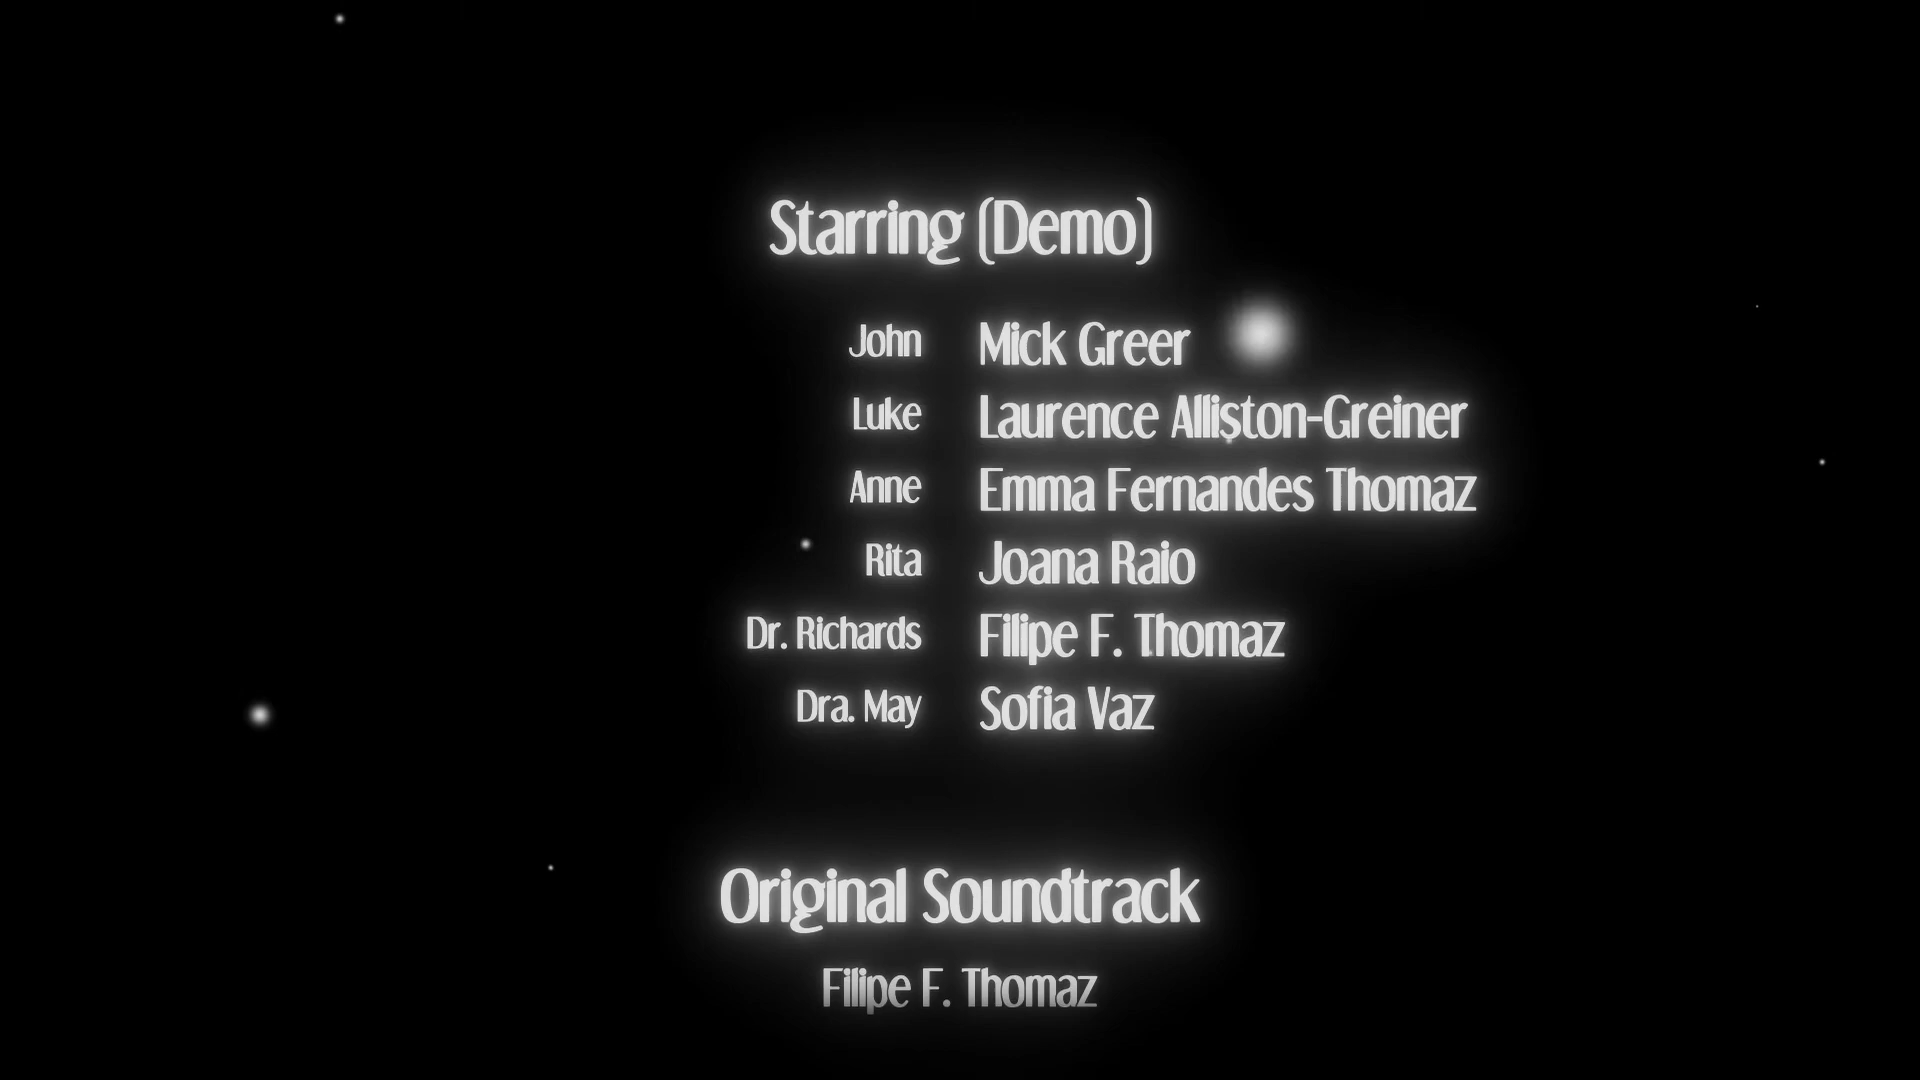 Starring (Demo)
John Mick Greer
Luke Laurence Alliston-Greiner
Anne Emma Fernandes Thomaz
Rita Joana Raio
Dr. Richards Filipe F. Thomaz
Dra. May Sofia Vaz
Original Soundtrack
Filipe F. Thomaz